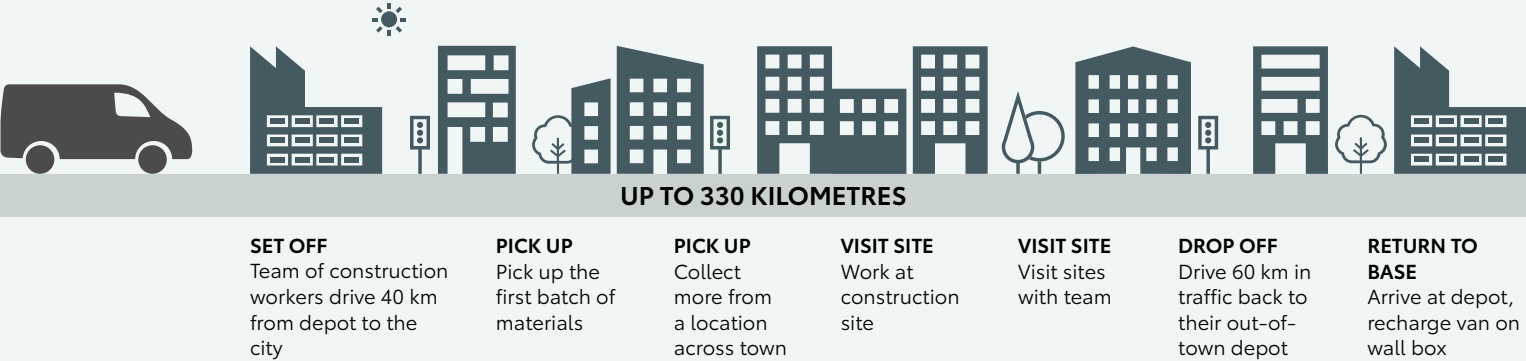 UP TO 330 KILOMETRES
SET OFF
Team of construction
workers drive 40 km
from depot to the
city
PICK UP
Pick up the
first batch of
materials
PICK UP
Collect
more from
a location
across town
VISIT SITE
Work at
construction
site
VISIT SITE
Visit sites
with team
DROP OFF
Drive 60 km in
traffic back to
their out-of-
town depot
RETURN TO
BASE
Arrive at depot,
recharge van on
wall box